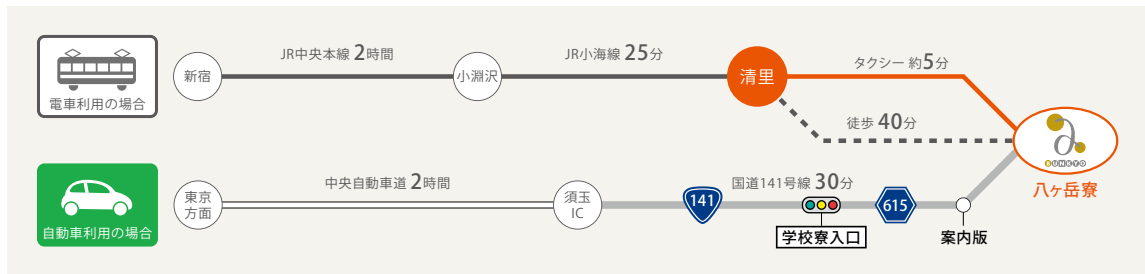 電車利用の場合
新宿
JR中央本線 2時間
小淵沢
JR小海線 25分
清里
タクシー 約5分
徒歩 40分
BUNKYO
八ヶ岳寮
自動車利用の場合
東京
方面
中央自動車道 2時間
須玉
IC
141
国道141号線 30分
学校寮入口
615
案内版